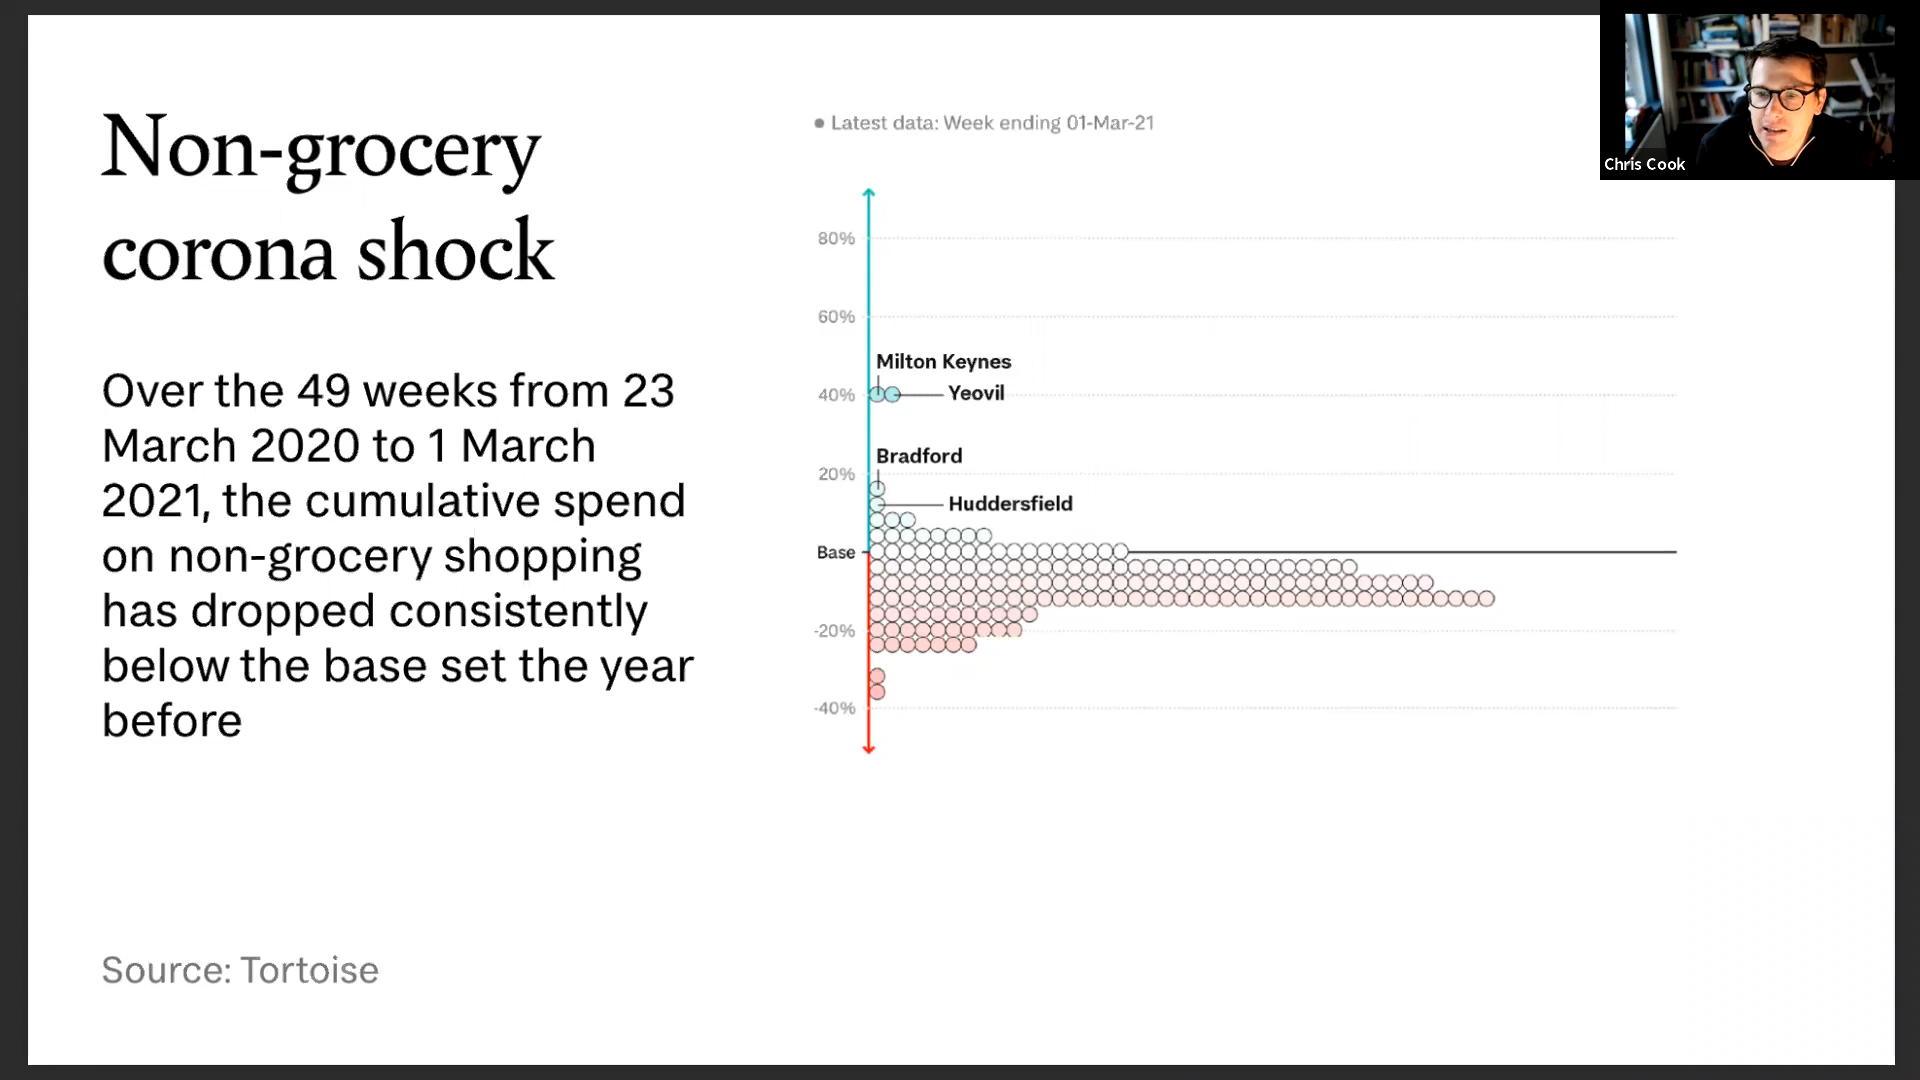 Non-grocery
corona shock
Over the 49 weeks from 23
March 2020 to 1 March
2021, the cumulative spend
on non-grocery shopping
has dropped consistently
below the base set the year
before
Source: Tortoise
Latest data: Week ending 01-Mar-21
80%
60%
Milton Keynes
40%
Yeovil
Bradford
20%
Huddersfield
Base
-20%
-40%
Chris Cook